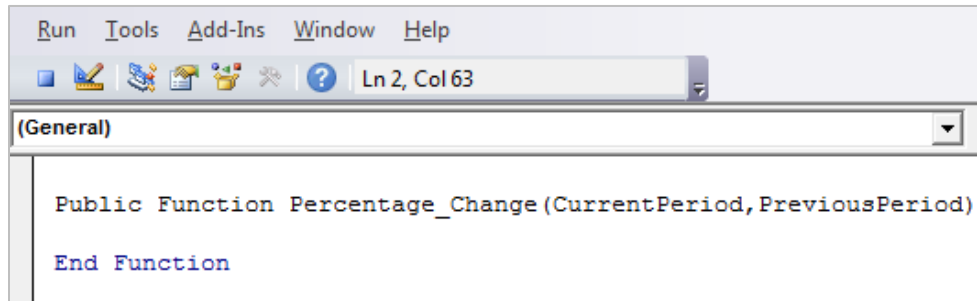 Run Tools Add-Ins Window Help
Ln 2, Col 63
(General)
Public Function Percentage_Change(CurrentPeriod,PreviousPeriod)
End Function